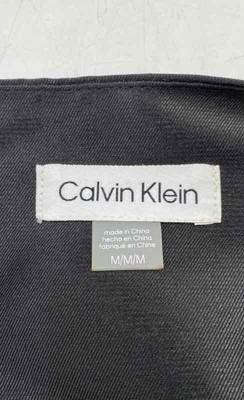 Calvin Klein
made in China
hecho en China
fabriqué en Chine
M/M/M